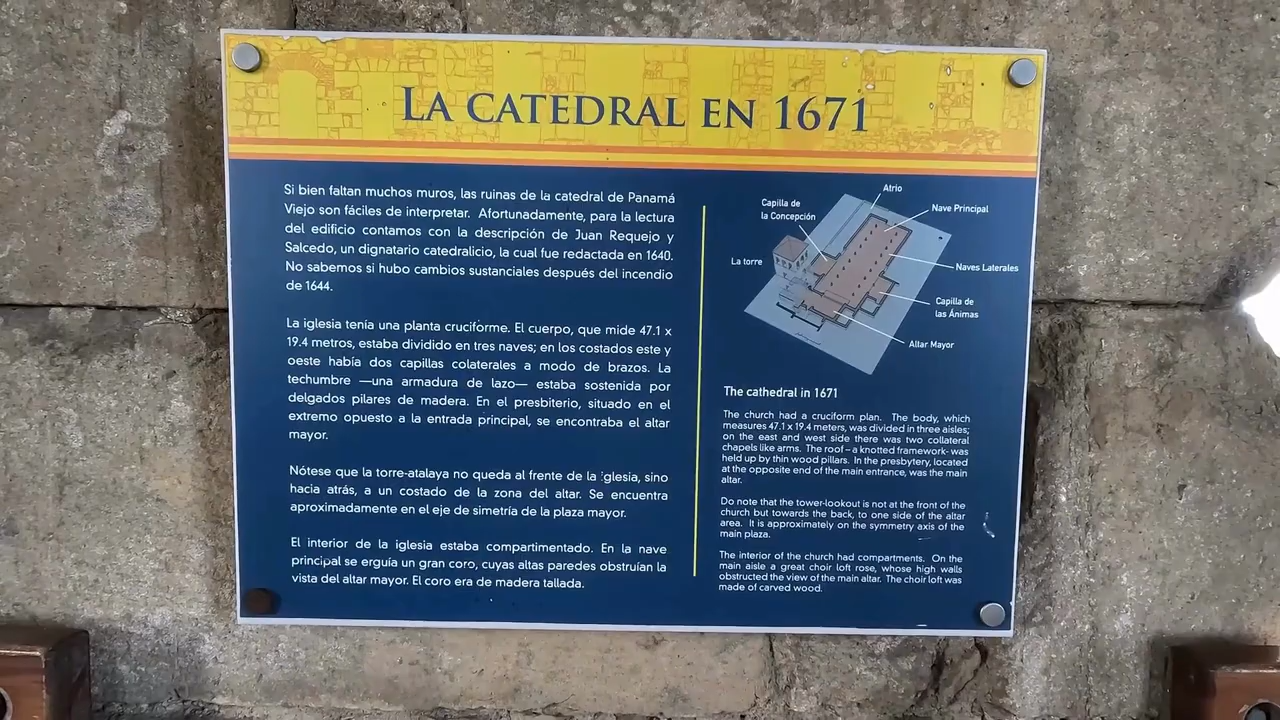 LA CATEDRAL EN 1671
Si bien faltan muchos muros, las ruinas de la catedral de Panamá
Viejo son fáciles de interpretar. Afortunadamente, para la lectura
del edificio contamos con la descripción de Juan Requejo y
Salcedo, un dignatario catedralicio, la cual fue redactada en 1640.
No sabemos si hubo cambios sustanciales después del incendio
de 1644.
La iglesia tenía una planta cruciforme. El cuerpo, que mide 47.1 x
19.4 metros, estaba dividido en tres naves; en los costados este y
oeste había dos capillas colaterales a modo de brazos. La
techumbre —una armadura de lazo— estaba sostenida por
delgados pilares de madera. En el presbiterio, situado en el
extremo opuesto a la entrada principal, se encontraba el altar
mayor.
Nótese que la torre-atalaya no queda al frente de la iglesia, sino
hacia atrás, a un costado de la zona del altar. Se encuentra
aproximadamente en el eje de simetría de la plaza mayor.
El interior de la iglesia estaba compartimentado. En la nave
principal se erguía un gran coro, cuyas altas paredes obstruían la
vista del altar mayor. El coro era de madera tallada.
Atrio
Capilla de
la Concepción
Nave Principal
La torre
Naves Laterales
Capilla de
las Ánimas
Altar Mayor
The cathedral in 1671
The church had a cruciform plan. The body, which
measures 47.1 x 19.4 meters, was divided in three aisles;
on the east and west side there was two collateral
chapels like arms. The roof – a knotted framework- was
held up by thin wood pillars. In the presbytery, located
at the opposite end of the main entrance, was the main
altar.
Do note that the tower-lookout is not at the front of the
church but towards the back, to one side of the altar
area. It is approximately on the symmetry axis of the
main plaza.
The interior of the church had compartments. On the
main aisle a great choir loft rose, whose high walls
obstructed the view of the main altar. The choir loft was
made of carved wood.